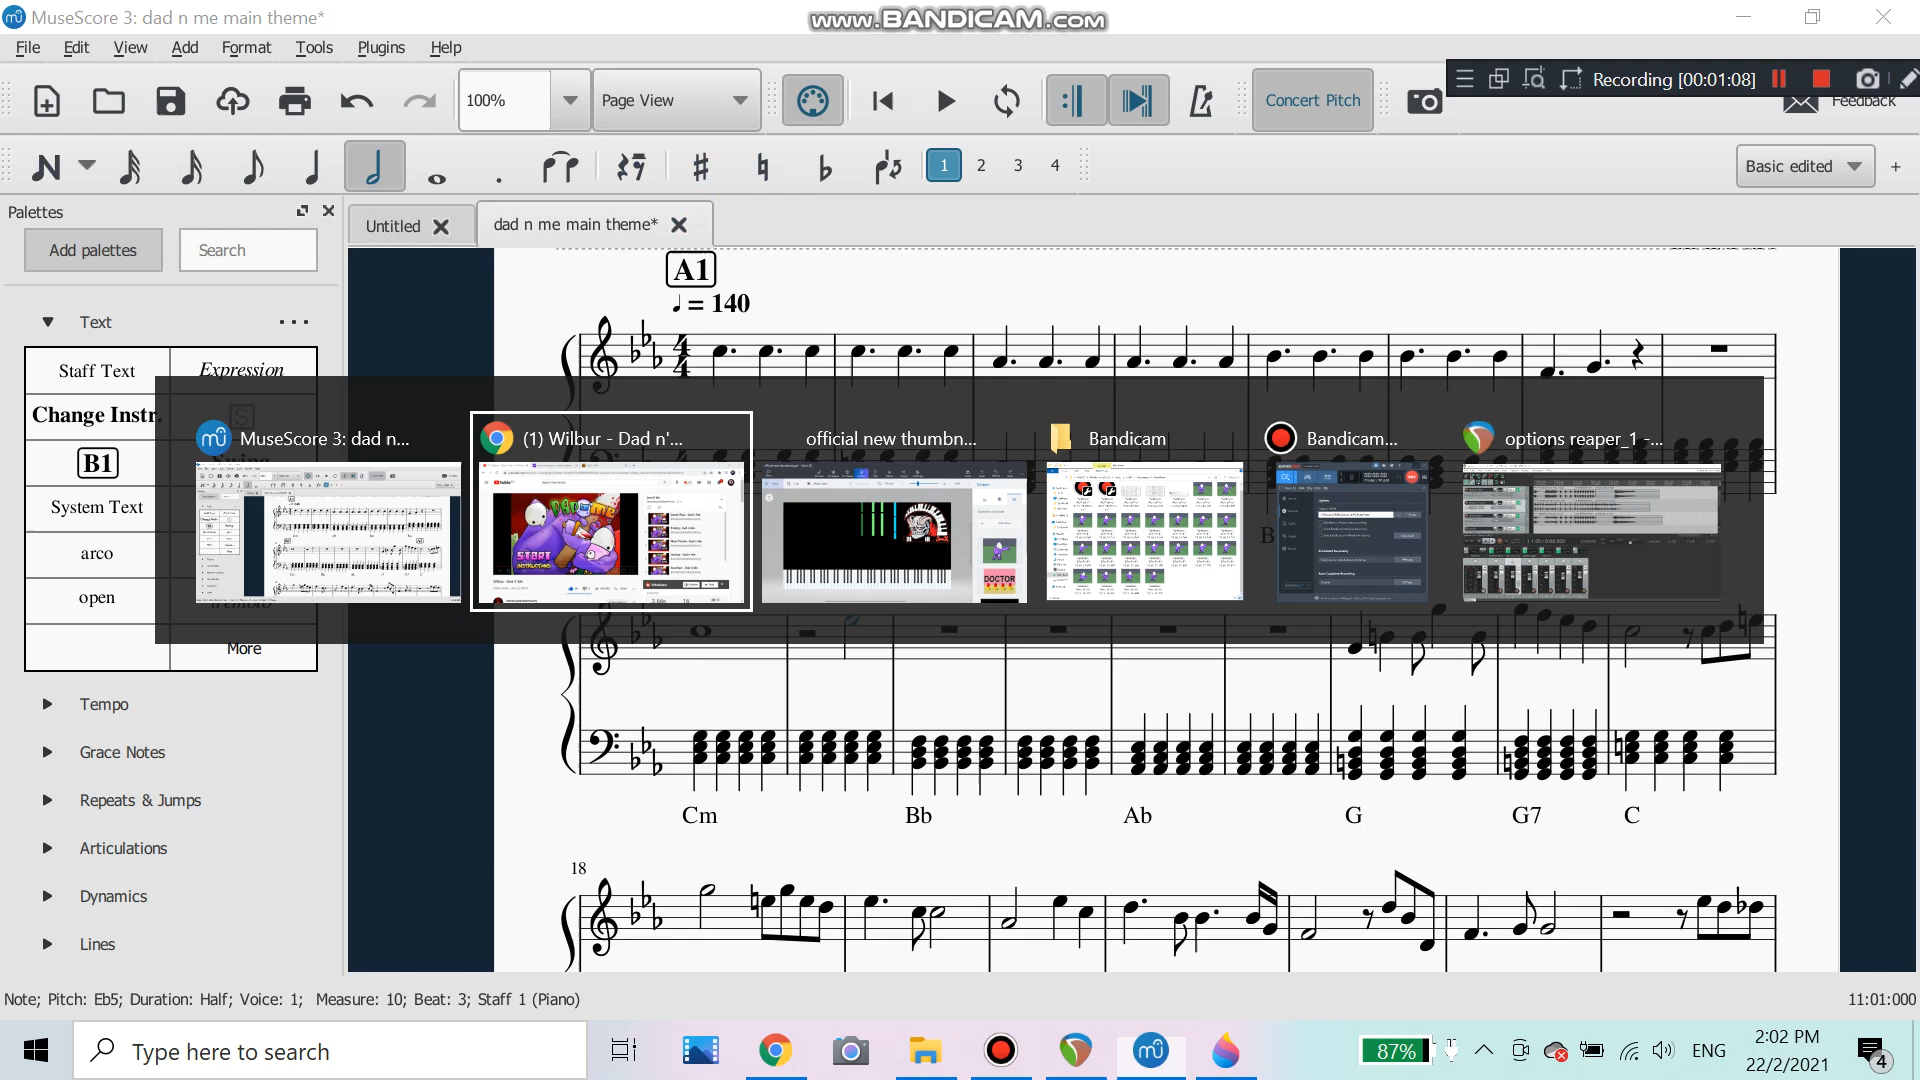 MuseScore 3: dad n me main theme*
www.BANDICAM.com
File Edit View Add Format Tools Plugins Help
100%
Page View
Concert Pitch
Recording [00:01:08]
Feedback
1 2 3 4
Basic edited
Palettes
Untitled
dad n me main theme*
Add palettes
Search
A1
♩ = 140
Text
Staff Text
Expression
Change Instr.
S
B1
Swing
System Text
arco
open
tremolo
More
MuseScore 3: dad n...
(1) Wilbur - Dad n'...
official new thumbn...
Bandicam
Bandicam...
options reaper_1 -...
START
DOCTOR
B
Cm Bb Ab G G7 C
Tempo
Grace Notes
Repeats & Jumps
Articulations
Dynamics
Lines
18
Note; Pitch: Eb5; Duration: Half; Voice: 1; Measure: 10; Beat: 3; Staff 1 (Piano)
11:01:000
Type here to search
87%
ENG
2:02 PM
22/2/2021
4